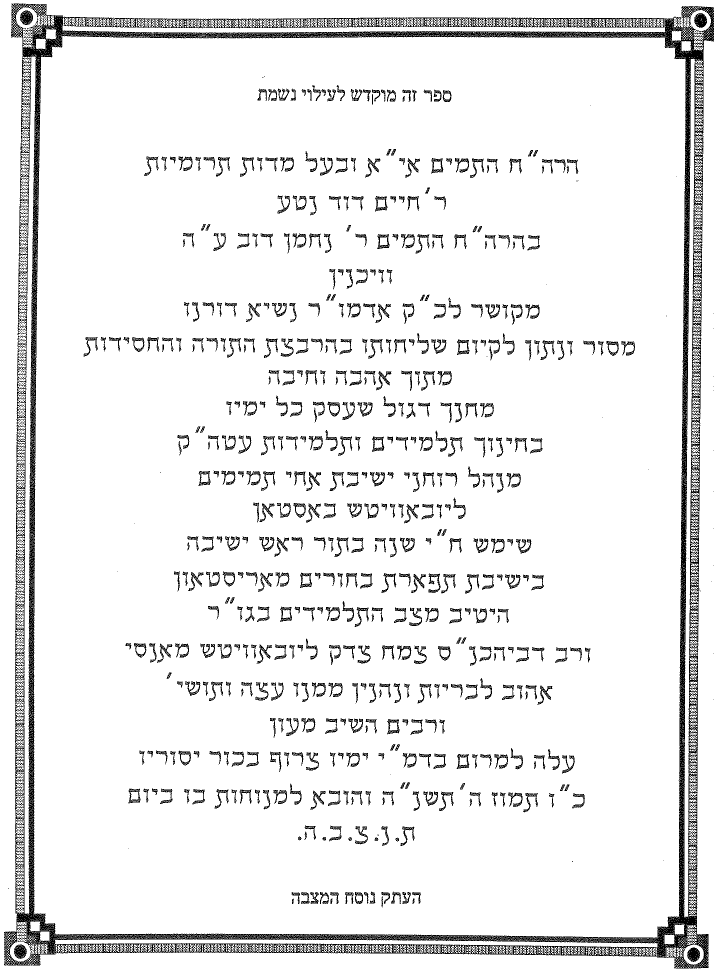 ספר זה מוקדש לעילוי נשמת
הרה"ח התמים אי"א ובעל מדות תרומיות
ר' חיים דוד נטע
בהרה"ח התמים ר' נחמן דוב ע"ה
וויכנין
מקושר לכ"ק אדמו"ר נשיא דורנו
מסור ונתון לקיום שליחותו בהרבצת התורה והחסידות
מתוך אהבה וחיבה
מחנך דגול שעסק כל ימיו
בחינוך תלמידים ותלמידות עטה"ק
מנהל רוחני ישיבת אחי תמימים
ליובאוויטש באסטאן
שימש ח"י שנה בתור ראש ישיבה
בישיבת תפארת בחורים מאריסטאון
היטיב מצב התלמידים בגו"ר
ורב דביהכנ"ס צמח צדק ליובאוויטש מאנסי
אהוב לבריות ונהנין ממנו עצה ותושי'
ורבים השיב מעון
עלה למרום בדמ"י ימיו צרוף בכור יסוריו
כ"ז תמוז ה'תשנ"ה והובא למנוחות בו ביום
ת.נ.צ.ב.ה.
העתק נוסח המצבה